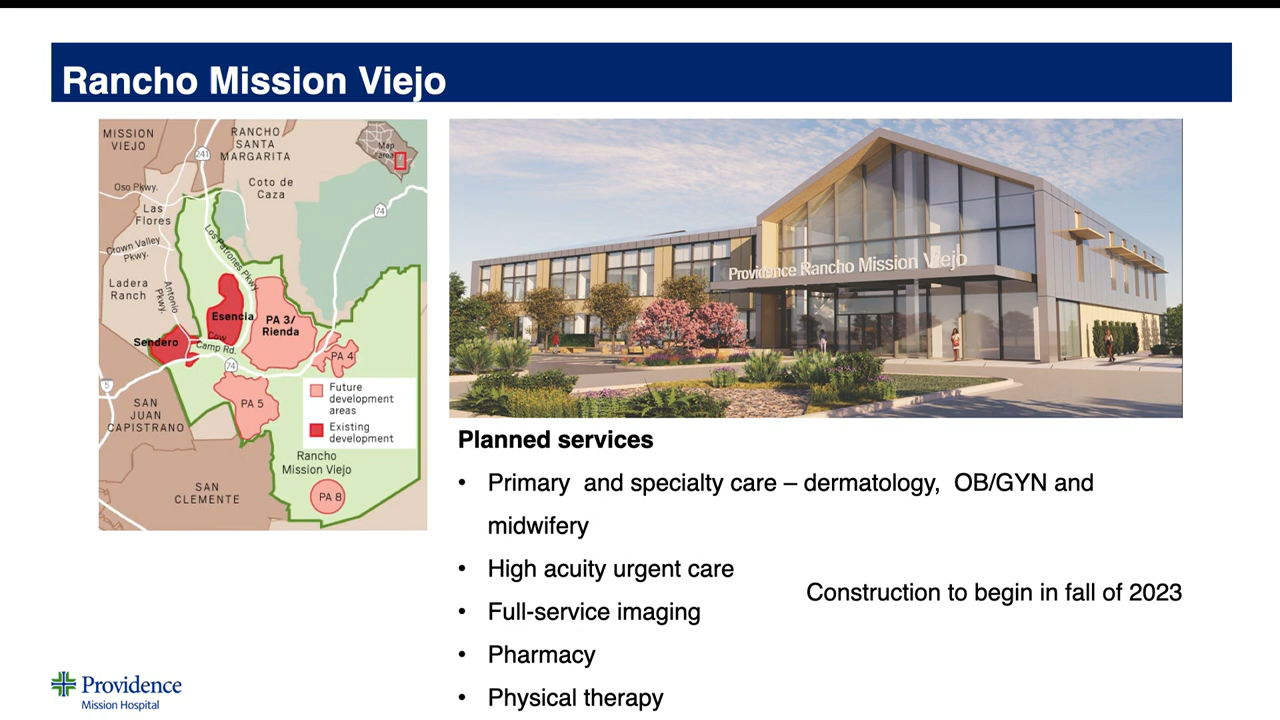 Rancho Mission Viejo
MISSION
VIEJO
RANCHO
SANTA
MARGARITA
Map
area
241
Oso Pkwy.
Coto de
Caza
74
Las
Flores
Los Patrones Pkwy.
Crown Valley
Pkwy.
Ladera
Ranch
Antonio
Pkwy.
Esencia
PA 3/
Rienda
Sendero
Cow
Camp Rd.
74
PA 4
5
PA 5
SAN
JUAN
CAPISTRANO
Future
development
areas
Existing
development
Rancho
Mission Viejo
SAN
CLEMENTE
PA 8
Providence Rancho Mission Viejo
Planned services
• Primary and specialty care – dermatology, OB/GYN and
midwifery
• High acuity urgent care
Construction to begin in fall of 2023
• Full-service imaging
• Pharmacy
• Physical therapy
Providence
Mission Hospital